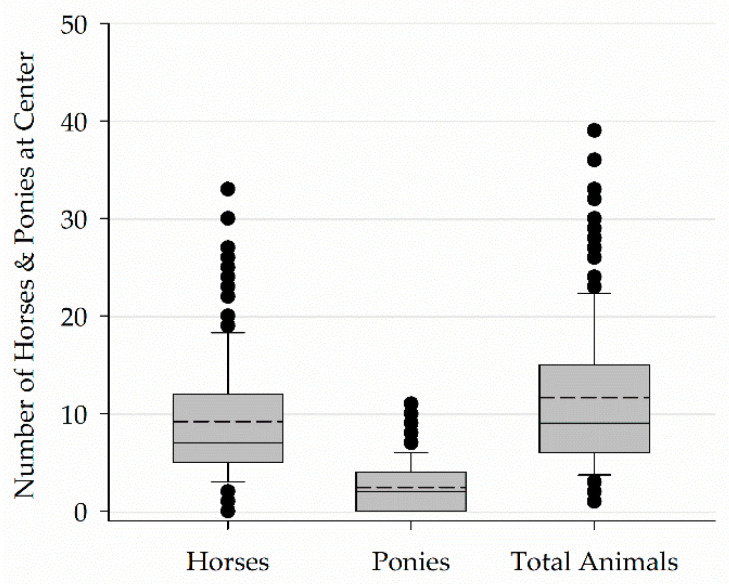 Number of Horses & Ponies at Center
50
40
30
20
10
0
Horses
Ponies
Total Animals